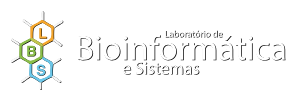 L
B
S
Laboratório de
Bioinformática
e Sistemas